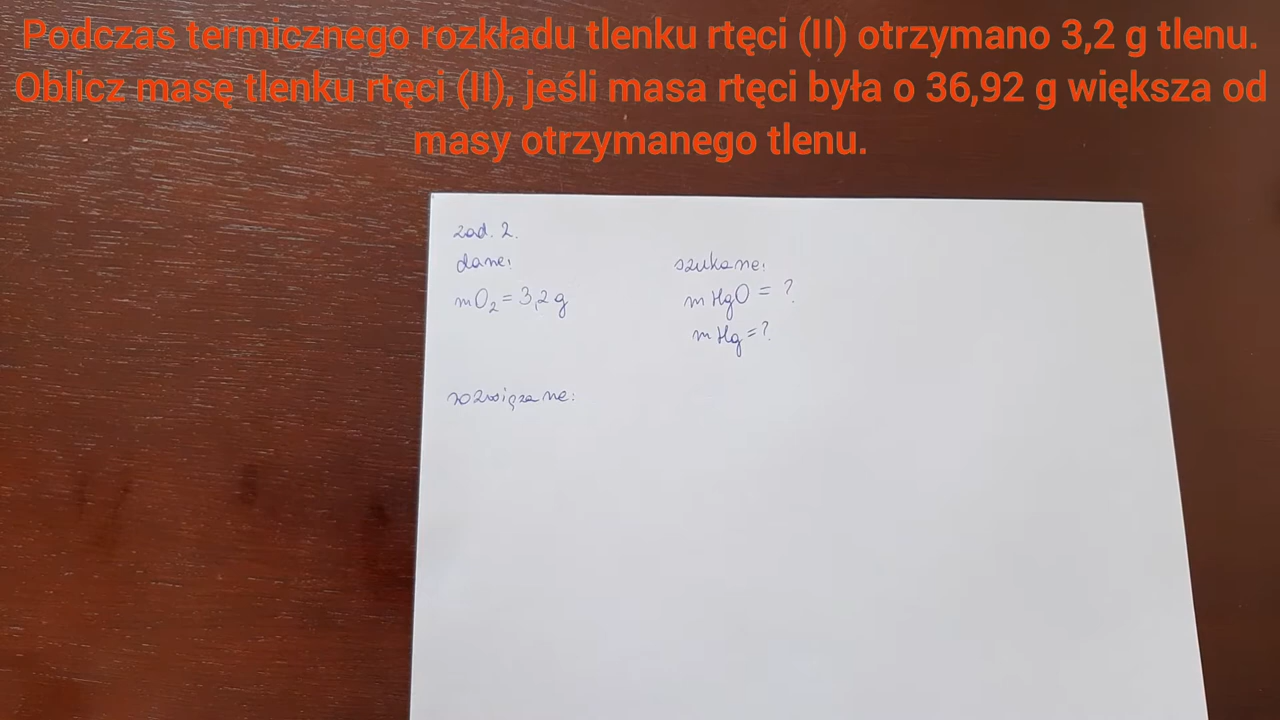 Podczas termicznego rozkładu tlenku rtęci (II) otrzymano 3,2 g tlenu.
Oblicz masę tlenku rtęci (II), jeśli masa rtęci była o 36,92 g większa od
masy otrzymanego tlenu.
zad. 2.
dane:
szukane:
mO₂ = 3,2 g
mHgO = ?
mHg = ?
rozwiązane: